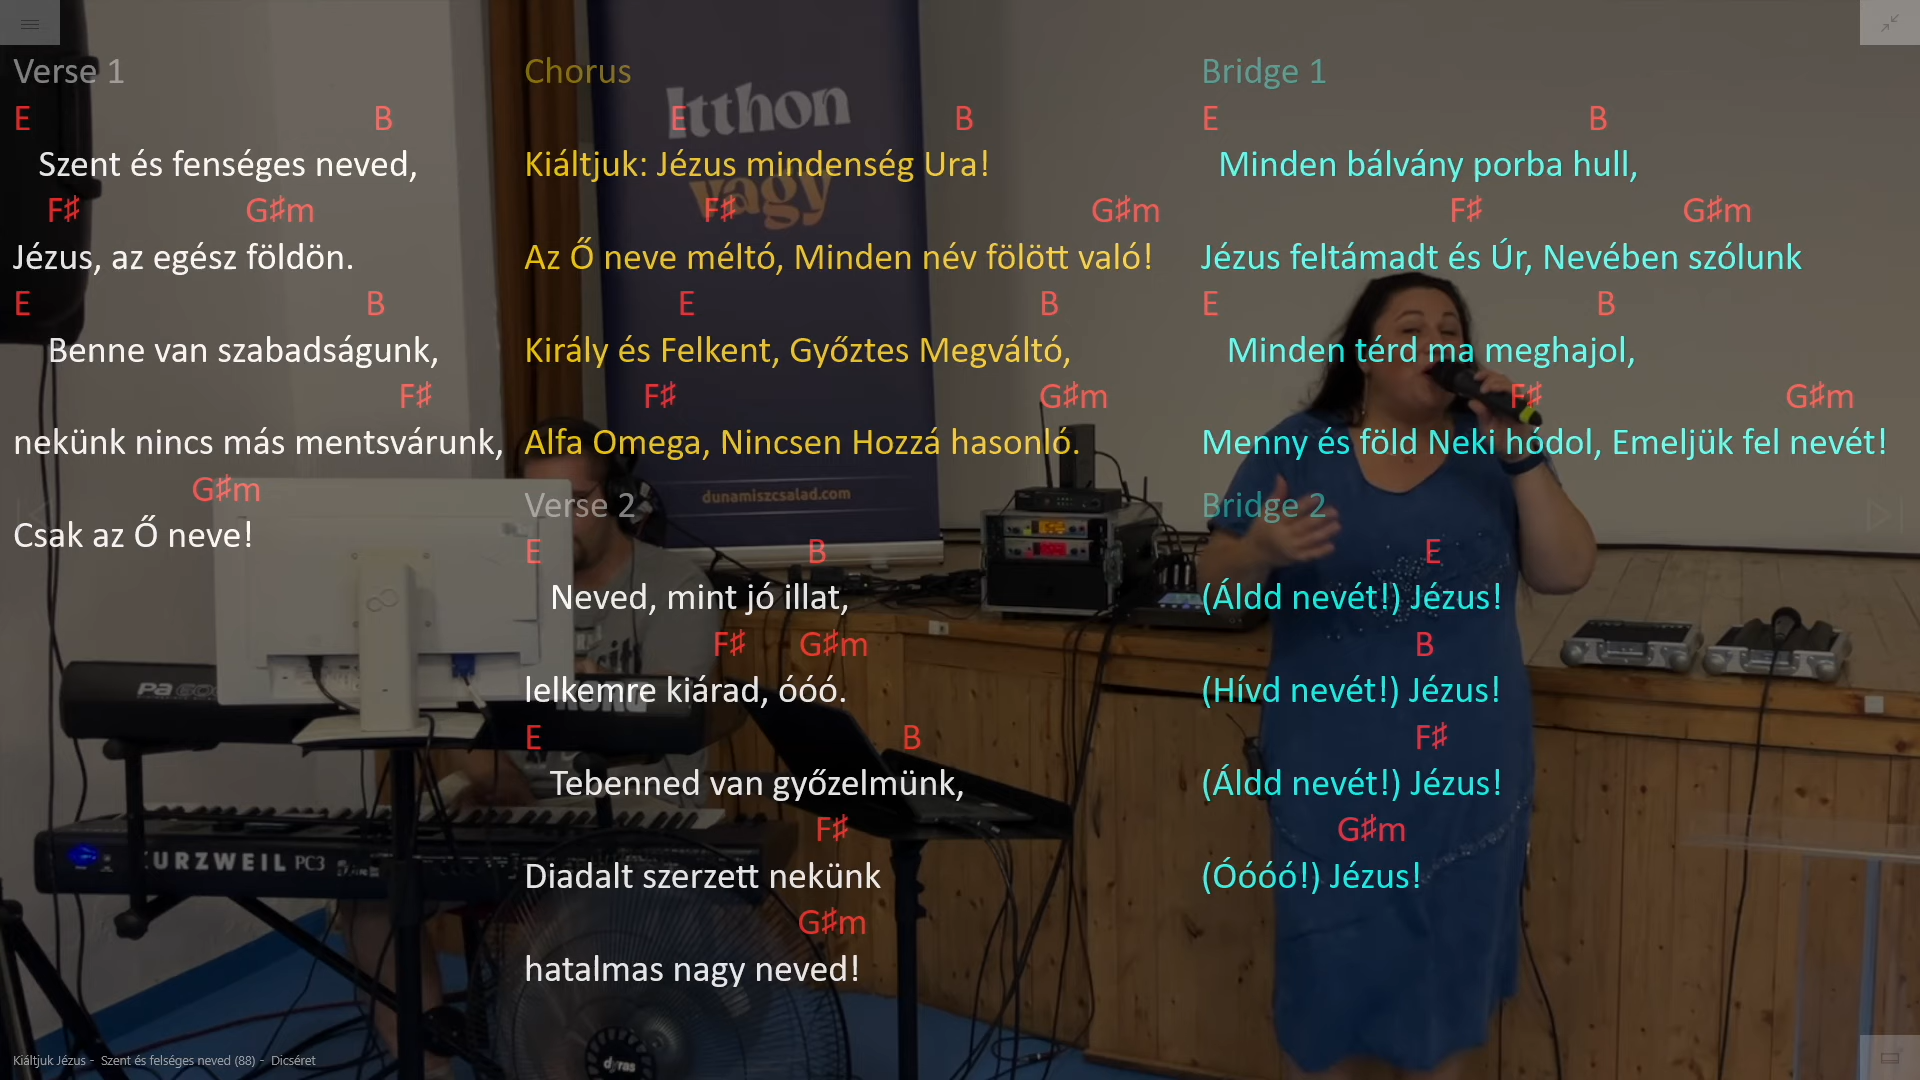 Verse 1
E B
Szent és fenséges neved,
F♯ G♯m
Jézus, az egész földön.
E B
Benne van szabadságunk,
F♯
nekünk nincs más mentsvárunk,
G♯m
Csak az Ő neve!
Chorus
E B
Kiáltjuk: Jézus mindenség Ura!
F♯ G♯m
Az Ő neve méltó, Minden név fölött való!
E B
Király és Felkent, Győztes Megváltó,
F♯ G♯m
Alfa Omega, Nincsen Hozzá hasonló.
Verse 2
E B
Neved, mint jó illat,
F♯ G♯m
lelkemre kiárad, óóó.
E B
Tebenned van győzelmünk,
F♯
Diadalt szerzett nekünk
G♯m
hatalmas nagy neved!
Bridge 1
E B
Minden bálvány porba hull,
F♯ G♯m
Jézus feltámadt és Úr, Nevében szólunk
E B
Minden térd ma meghajol,
F♯ G♯m
Menny és föld Neki hódol, Emeljük fel nevét!
Bridge 2
E
(Áldd nevét!) Jézus!
B
(Hívd nevét!) Jézus!
F♯
(Áldd nevét!) Jézus!
G♯m
(Óóóó!) Jézus!
Itthon
vagy
dunamiszcsalad.com
KURZWEIL PC3
dyras
Kiáltjuk Jézus - Szent és felséges neved (88) - Dicséret